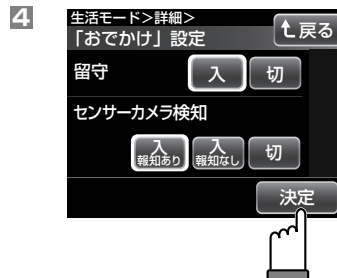 4
生活モード>詳細>
「おでかけ」設定
戻る
留守 入 切
センサーカメラ検知
入 報知あり 入 報知なし 切
決定